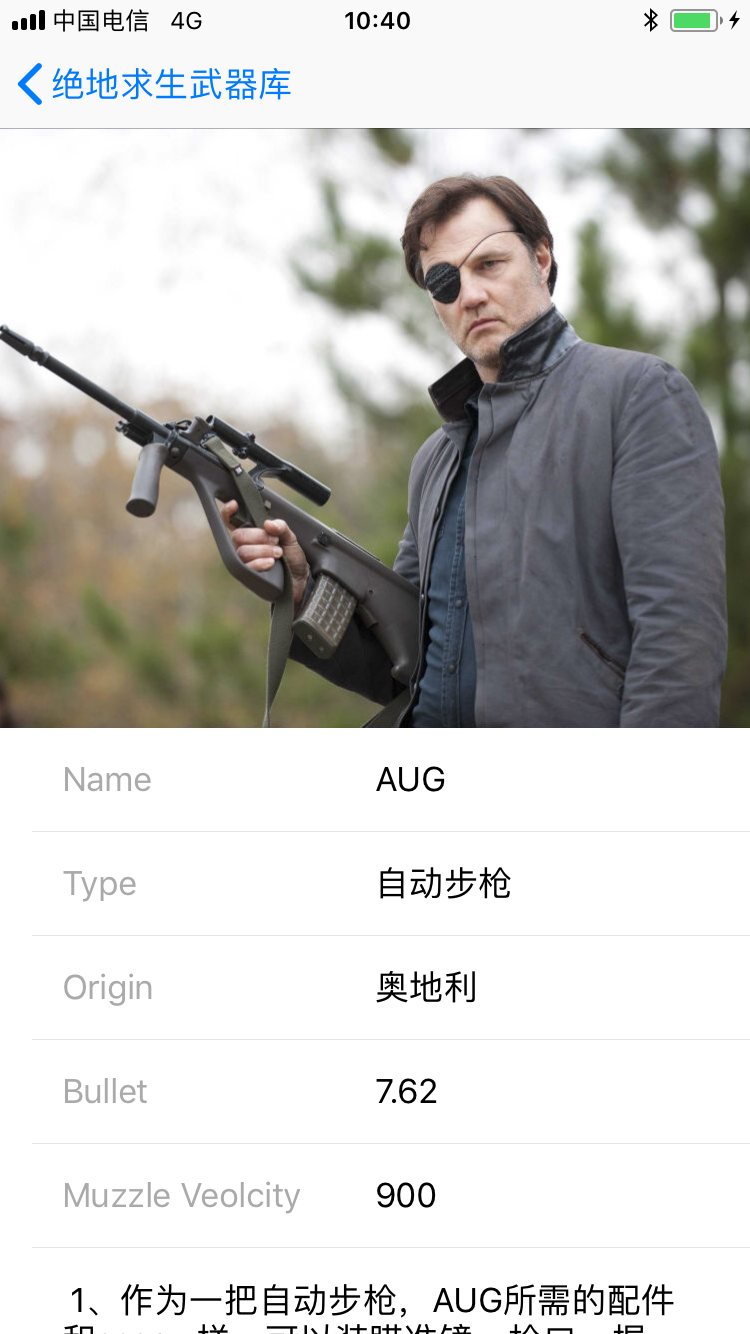 中国电信 4G 10:40
绝地求生武器库
Name AUG
Type 自动步枪
Origin 奥地利
Bullet 7.62
Muzzle Veolcity 900
1、作为一把自动步枪，AUG所需的配件